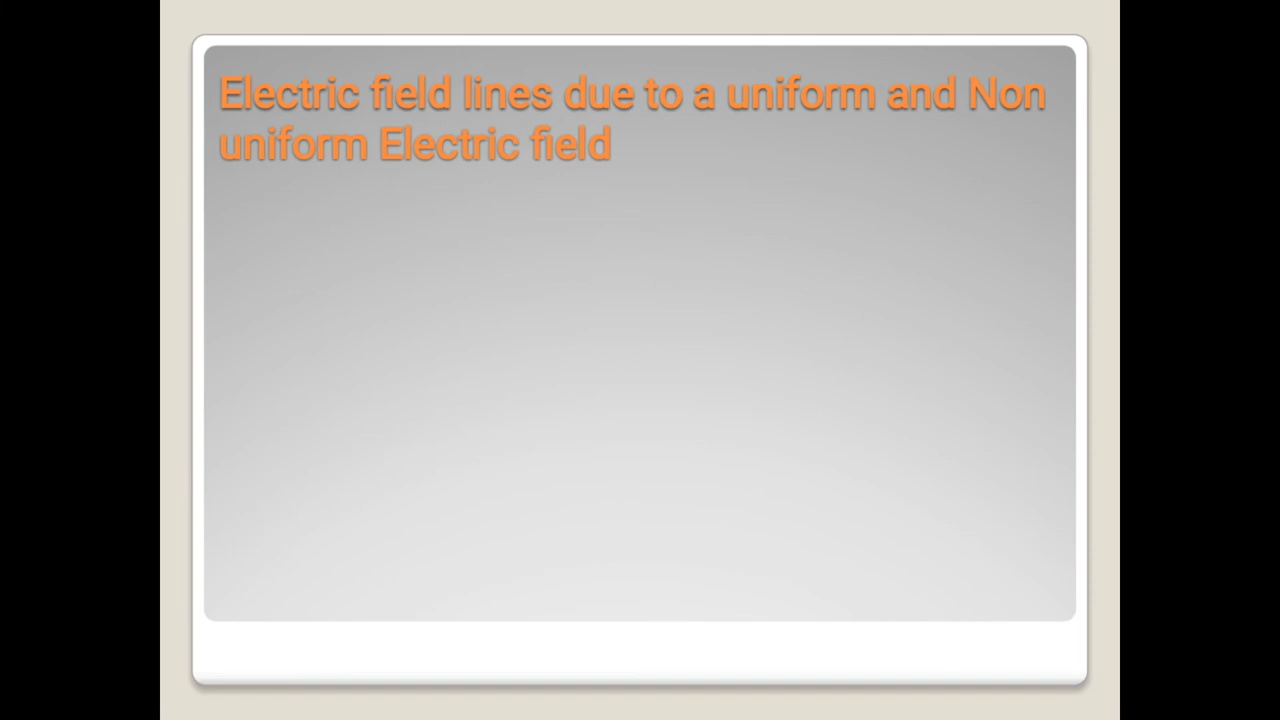 Electric field lines due to a uniform and Non
uniform Electric field